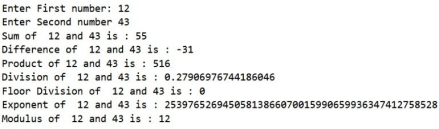 Enter First number: 12
Enter Second number 43
Sum of  12 and 43 is : 55
Difference of  12 and 43 is : -31
Product of 12 and 43 is : 516
Division of  12 and 43 is : 0.27906976744186046
Floor Division of  12 and 43 is : 0
Exponent of  12 and 43 is : 25397652694505813866070015990659936347412758528
Modulus of  12 and 43 is : 12